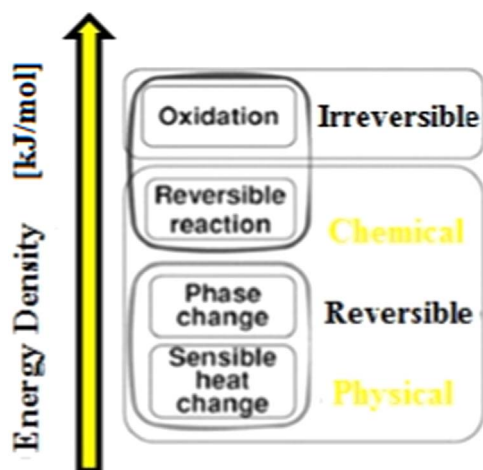 Energy Density [kJ/mol]
Oxidation
Irreversible
Reversible
reaction
Chemical
Phase
change
Reversible
Sensible
heat
change
Physical